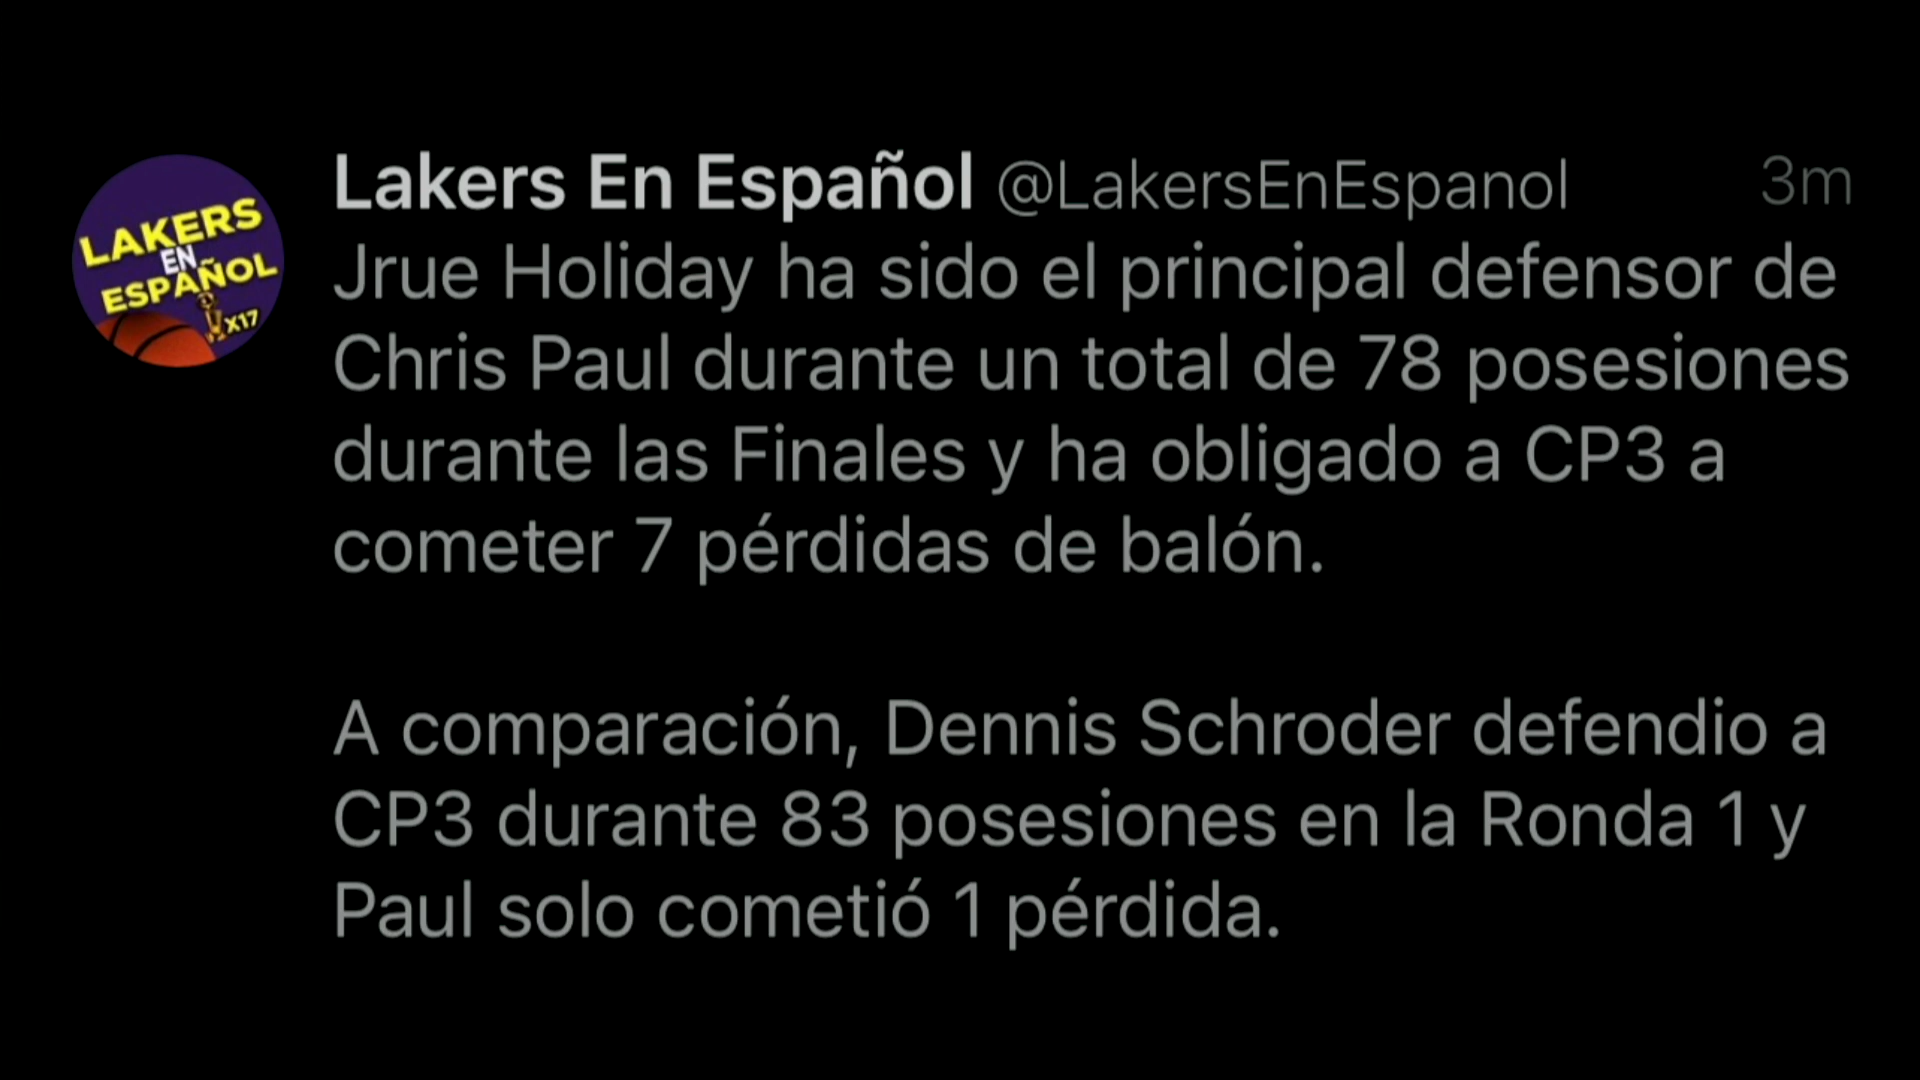 LAKERS
EN
ESPAÑOL
X17
Lakers En Español @LakersEnEspanol 3m
Jrue Holiday ha sido el principal defensor de
Chris Paul durante un total de 78 posesiones
durante las Finales y ha obligado a CP3 a
cometer 7 pérdidas de balón.
A comparación, Dennis Schroder defendio a
CP3 durante 83 posesiones en la Ronda 1 y
Paul solo cometió 1 pérdida.